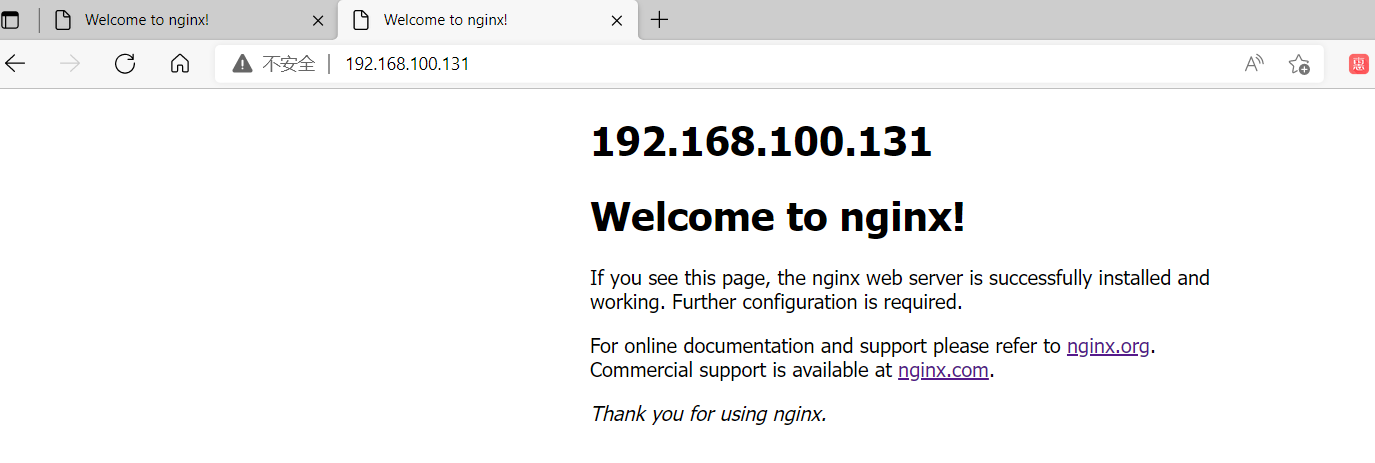 Welcome to nginx!
Welcome to nginx!
不安全 192.168.100.131
惠
192.168.100.131
Welcome to nginx!
If you see this page, the nginx web server is successfully installed and
working. Further configuration is required.
For online documentation and support please refer to nginx.org.
Commercial support is available at nginx.com.
Thank you for using nginx.